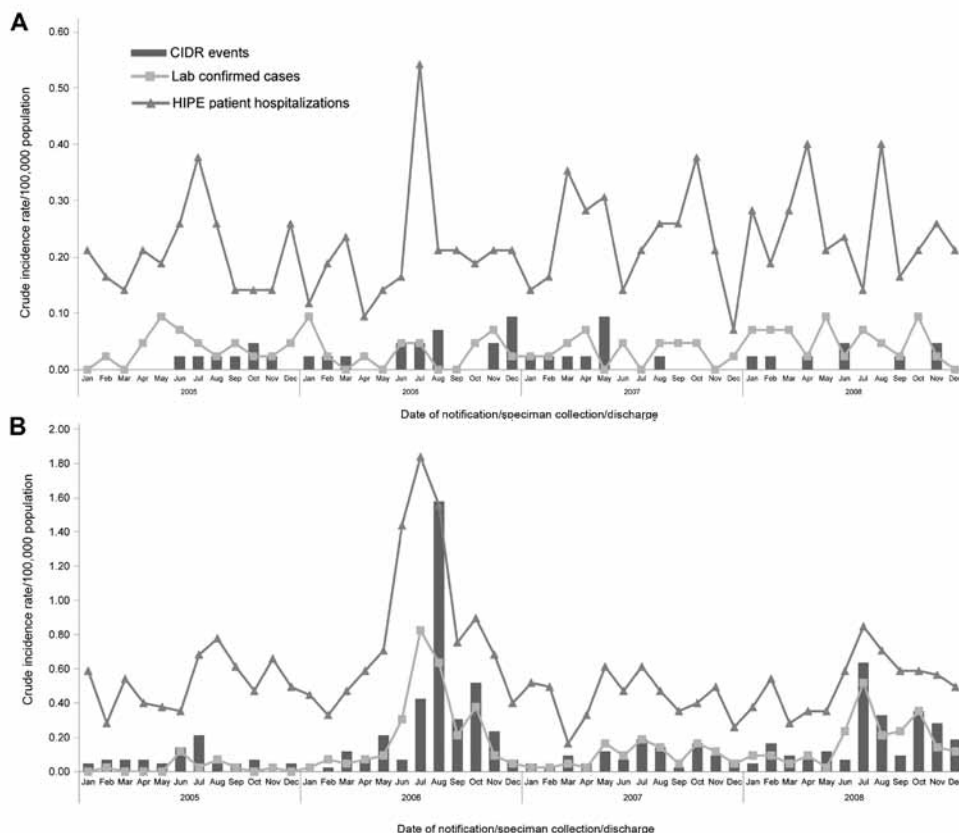 A
0.60
CIDR events
Lab confirmed cases
HIPE patient hospitalizations
0.50
0.40
0.30
0.20
0.10
0.00
Crude incidence rate/100,000 population
Jan Feb Mar Apr May Jun Jul Aug Sep Oct Nov Dec Jan Feb Mar Apr May Jun Jul Aug Sep Oct Nov Dec Jan Feb Mar Apr May Jun Jul Aug Sep Oct Nov Dec Jan Feb Mar Apr May Jun Jul Aug Sep Oct Nov Dec
2005 2006 2007 2008
Date of notification/speciman collection/discharge
B
2.00
1.80
1.60
1.40
1.20
1.00
0.80
0.60
0.40
0.20
0.00
Crude incidence rate/100,000 population
Jan Feb Mar Apr May Jun Jul Aug Sep Oct Nov Dec Jan Feb Mar Apr May Jun Jul Aug Sep Oct Nov Dec Jan Feb Mar Apr May Jun Jul Aug Sep Oct Nov Dec Jan Feb Mar Apr May Jun Jul Aug Sep Oct Nov Dec
2005 2006 2007 2008
Date of notification/speciman collection/discharge